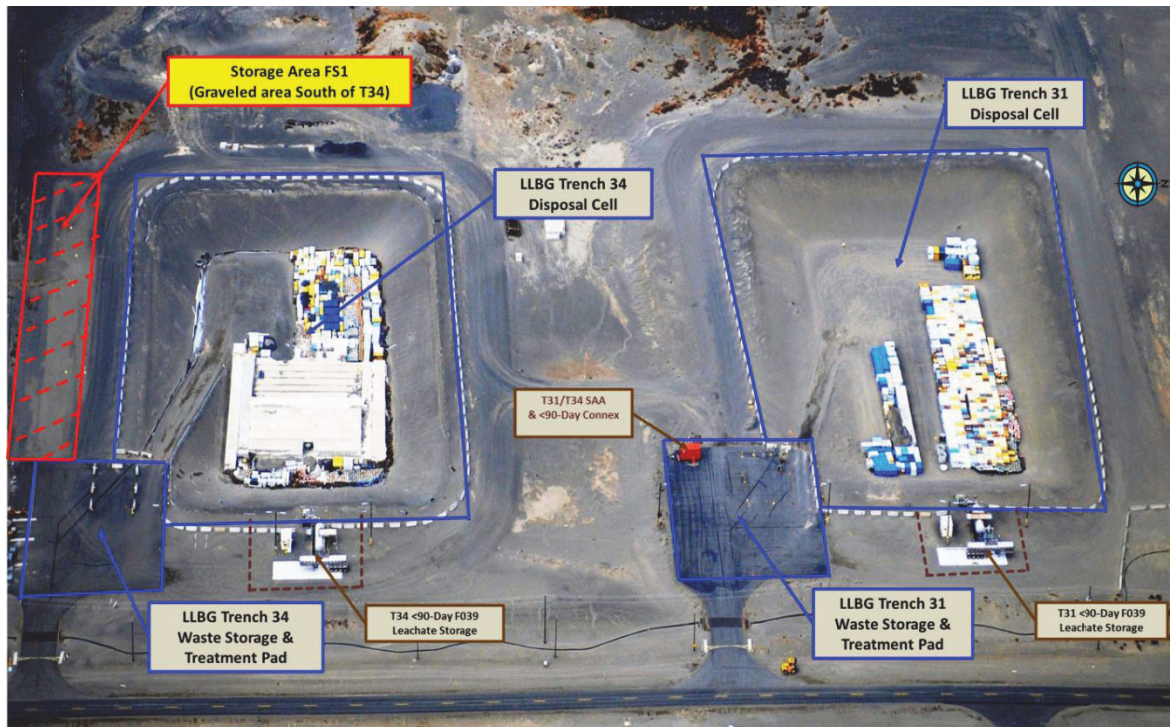 Storage Area FS1
(Graveled area South of T34)
LLBG Trench 31
Disposal Cell
LLBG Trench 34
Disposal Cell
N
T31/T34 SAA
& <90-Day Connex
LLBG Trench 34
Waste Storage &
Treatment Pad
T34 <90-Day F039
Leachate Storage
LLBG Trench 31
Waste Storage &
Treatment Pad
T31 <90-Day F039
Leachate Storage